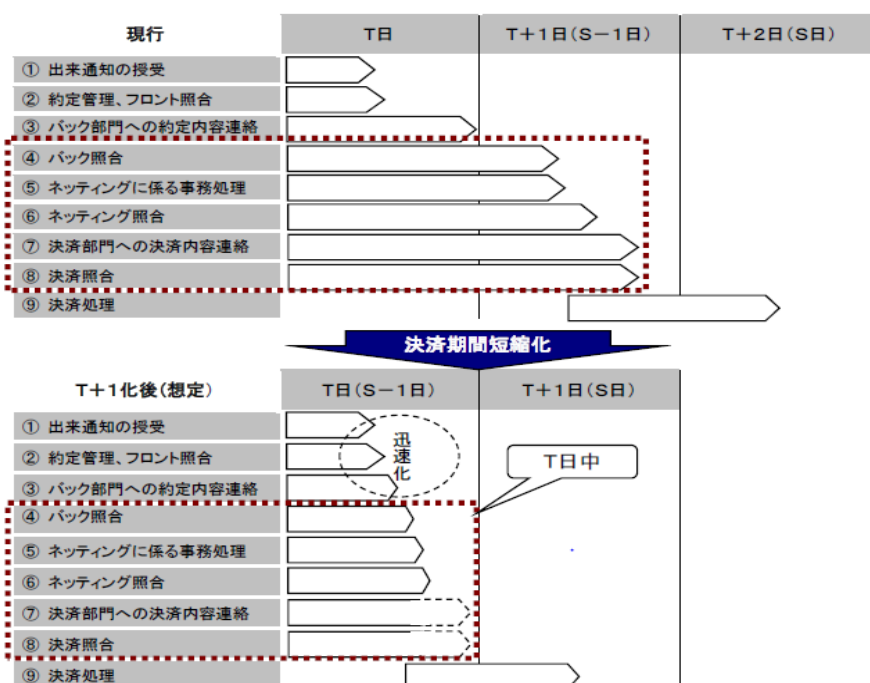 現行 T日 T+1日(S-1日) T+2日(S日)
① 出来通知の授受
② 約定管理、フロント照合
③ バック部門への約定内容連絡
④ バック照合
⑤ ネッティングに係る事務処理
⑥ ネッティング照合
⑦ 決済部門への決済内容連絡
⑧ 決済照合
⑨ 決済処理
決済期間短縮化
T+1化後(想定) T日(S-1日) T+1日(S日)
① 出来通知の授受
② 約定管理、フロント照合
迅速化
T日中
③ バック部門への約定内容連絡
④ バック照合
⑤ ネッティングに係る事務処理
⑥ ネッティング照合
⑦ 決済部門への決済内容連絡
⑧ 決済照合
⑨ 決済処理